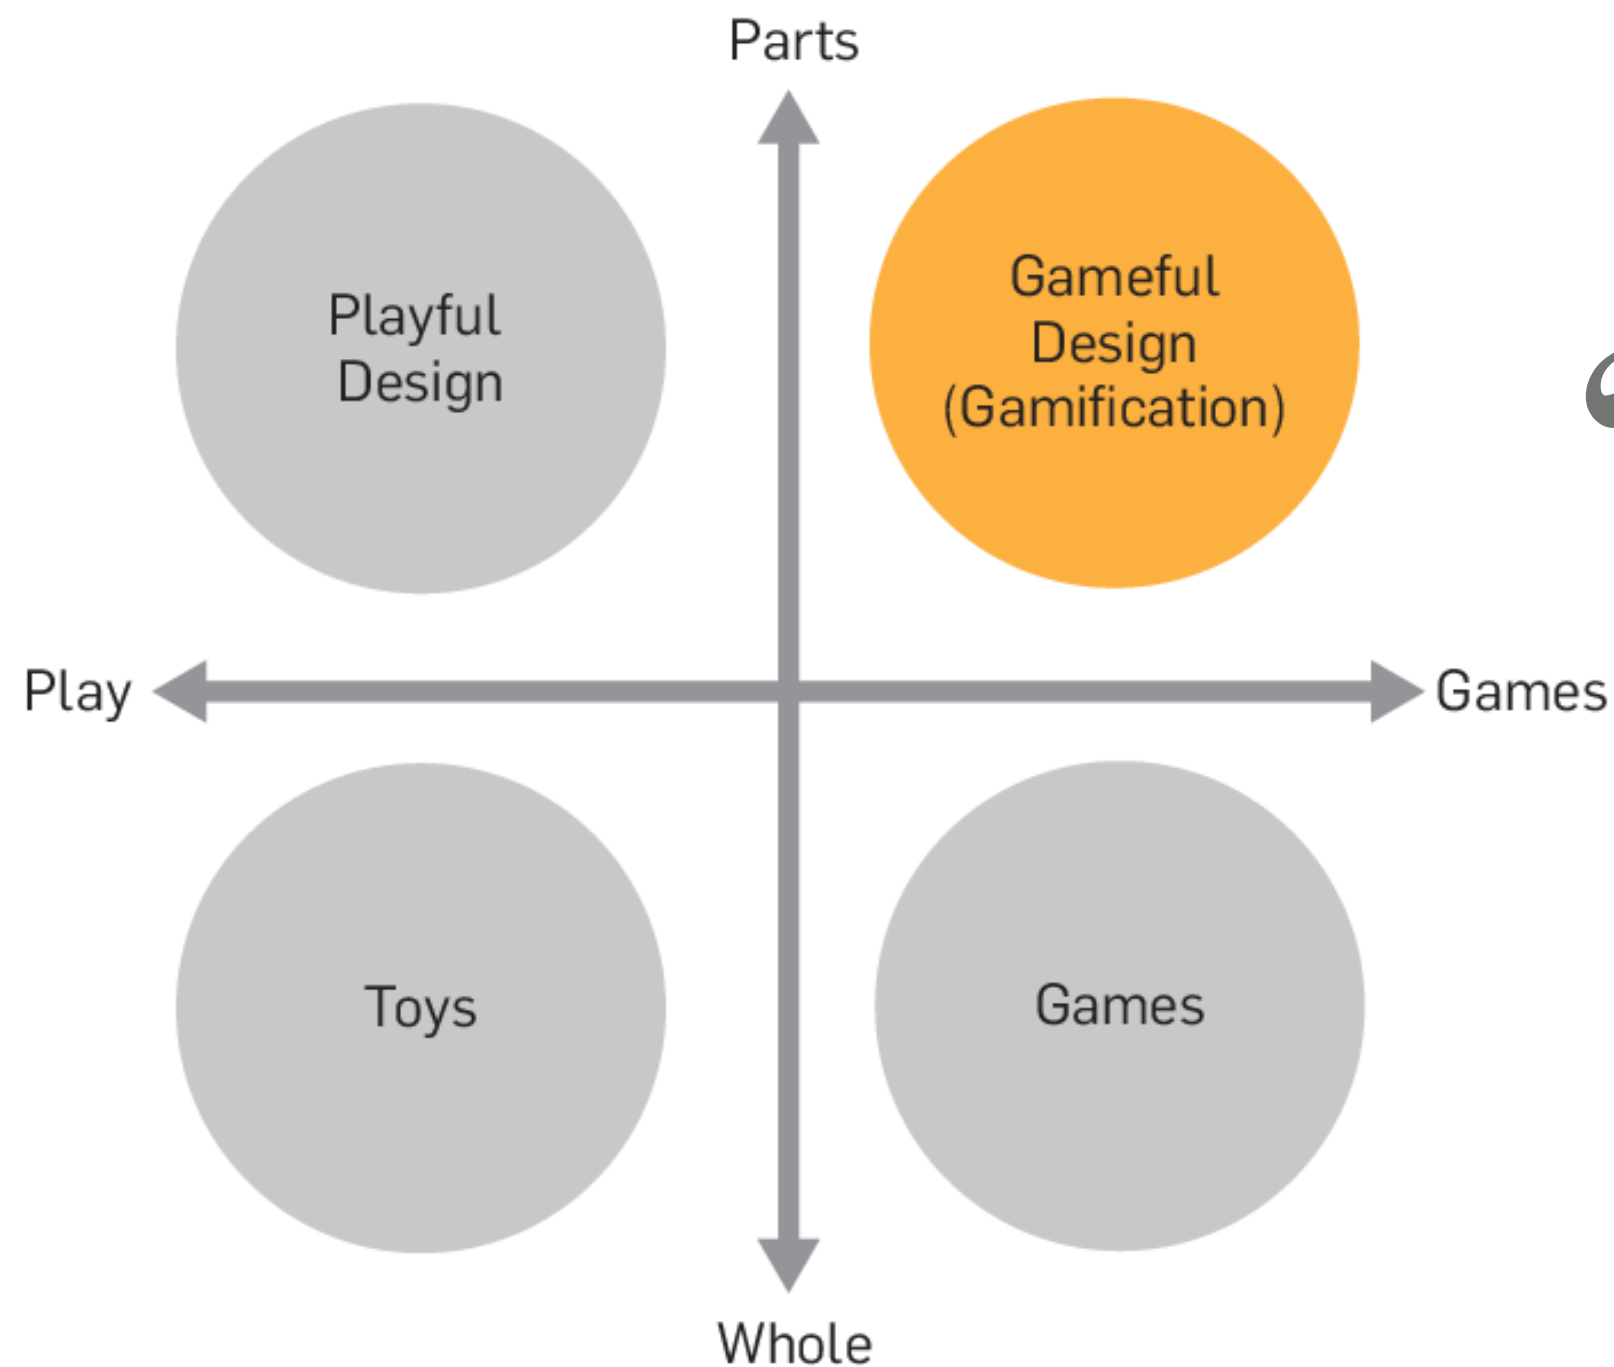 Parts
Playful
Design
Gameful
Design
(Gamification)
Play
Games
Toys
Games
Whole